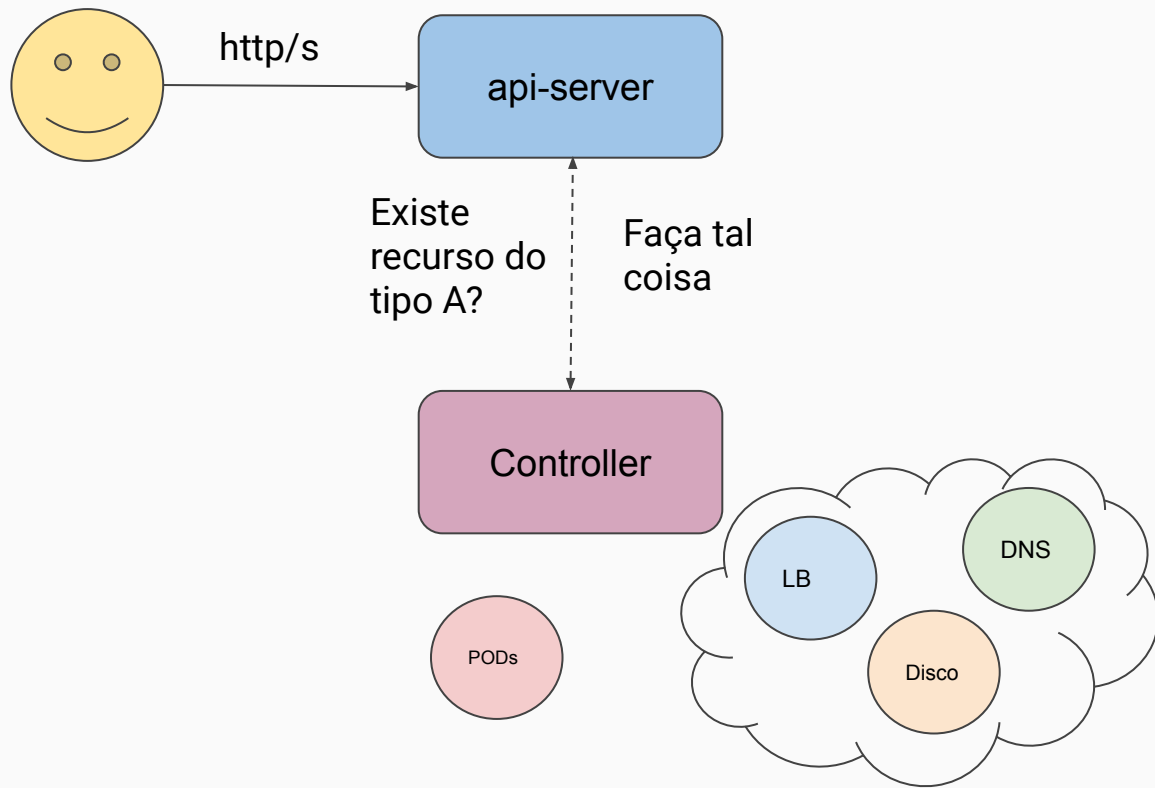 http/s
api-server
Existe
recurso do
tipo A?
Faça tal
coisa
Controller
LB
DNS
PODs
Disco